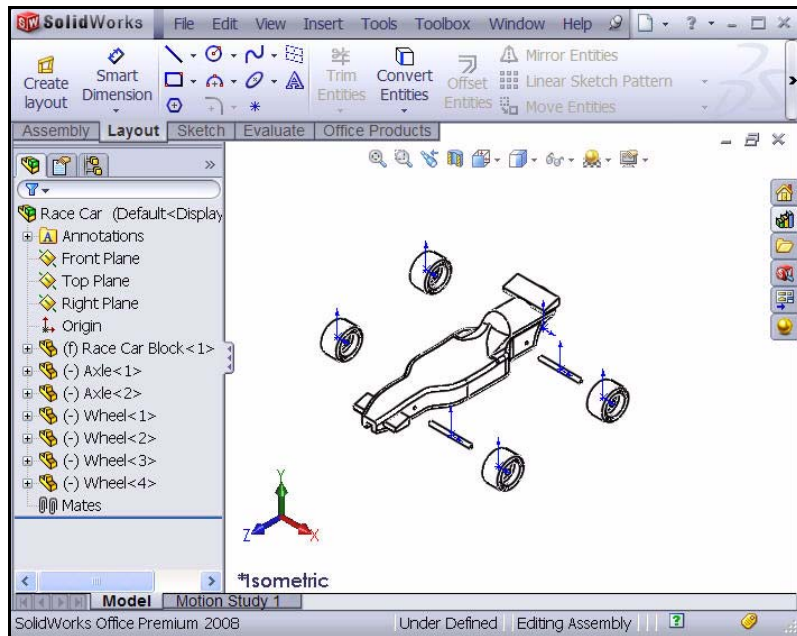 SolidWorks File Edit View Insert Tools Toolbox Window Help
Create layout
Smart Dimension
Trim Entities
Convert Entities
Offset Entities
Mirror Entities
Linear Sketch Pattern
Move Entities
Assembly Layout Sketch Evaluate Office Products
Race Car (Default<Display
A Annotations
Front Plane
Top Plane
Right Plane
Origin
(f) Race Car Block<1>
(-) Axle<1>
(-) Axle<2>
(-) Wheel<1>
(-) Wheel<2>
(-) Wheel<3>
(-) Wheel<4>
Mates
Y
Z X
*Isometric
Model Motion Study 1
SolidWorks Office Premium 2008 Under Defined Editing Assembly